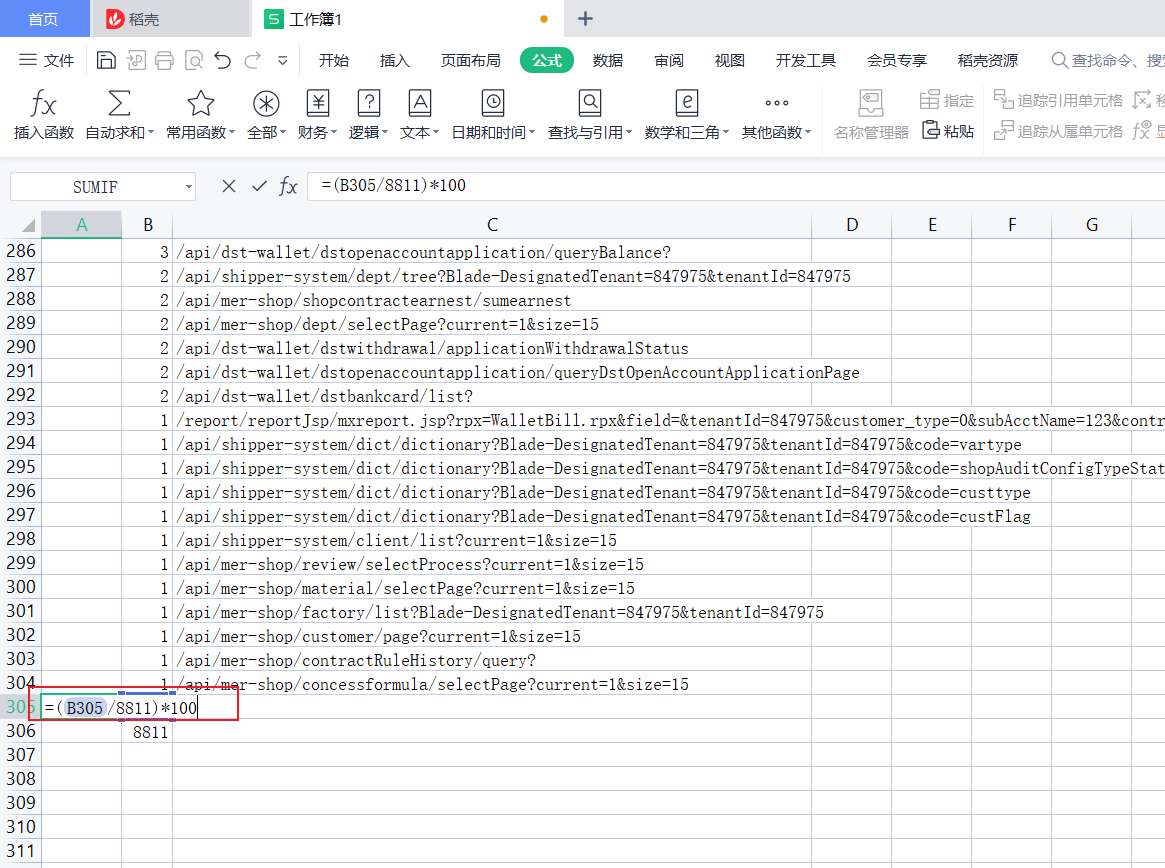 首页 稻壳 S 工作簿1 +
文件 开始 插入 页面布局 公式 数据 审阅 视图 开发工具 会员专享 稻壳资源 查找命令、搜
插入函数 自动求和 常用函数 全部 财务 逻辑 文本 日期和时间 查找与引用 数学和三角 其他函数 名称管理器 指定 粘贴 追踪引用单元格 追踪从属单元格
SUMIF fx =(B305/8811)*100
A B C D E F G
286 3 /api/dst-wallet/dstopenaccountapplication/queryBalance?
287 2 /api/shipper-system/dept/tree?Blade-DesignatedTenant=847975&tenantId=847975
288 2 /api/mer-shop/shopcontractearnest/sumearnest
289 2 /api/mer-shop/dept/selectPage?current=1&size=15
290 2 /api/dst-wallet/dstwithdrawal/applicationWithdrawalStatus
291 2 /api/dst-wallet/dstopenaccountapplication/queryDstOpenAccountApplicationPage
292 2 /api/dst-wallet/dstbankcard/list?
293 1 /report/reportJsp/mxreport.jsp?rpx=WalletBill.rpx&field=&tenantId=847975&customer_type=0&subAcctName=123&contr
294 1 /api/shipper-system/dict/dictionary?Blade-DesignatedTenant=847975&tenantId=847975&code=vartype
295 1 /api/shipper-system/dict/dictionary?Blade-DesignatedTenant=847975&tenantId=847975&code=shopAuditConfigTypeStat
296 1 /api/shipper-system/dict/dictionary?Blade-DesignatedTenant=847975&tenantId=847975&code=custtype
297 1 /api/shipper-system/dict/dictionary?Blade-DesignatedTenant=847975&tenantId=847975&code=custFlag
298 1 /api/shipper-system/client/list?current=1&size=15
299 1 /api/mer-shop/review/selectProcess?current=1&size=15
300 1 /api/mer-shop/material/selectPage?current=1&size=15
301 1 /api/mer-shop/factory/list?Blade-DesignatedTenant=847975&tenantId=847975
302 1 /api/mer-shop/customer/page?current=1&size=15
303 1 /api/mer-shop/contractRuleHistory/query?
304 1 /api/mer-shop/concessformula/selectPage?current=1&size=15
305 =(B305/8811)*100
306 8811
307
308
309
310
311